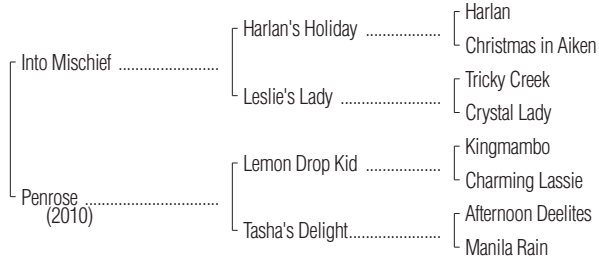 Harlan
Harlan's Holiday ..................
Christmas in Aiken
Into Mischief ........................
Tricky Creek
Leslie's Lady ........................
Crystal Lady
Kingmambo
Lemon Drop Kid ..................
Charming Lassie
Penrose ................................
(2010)
Afternoon Deelites
Tasha's Delight......................
Manila Rain